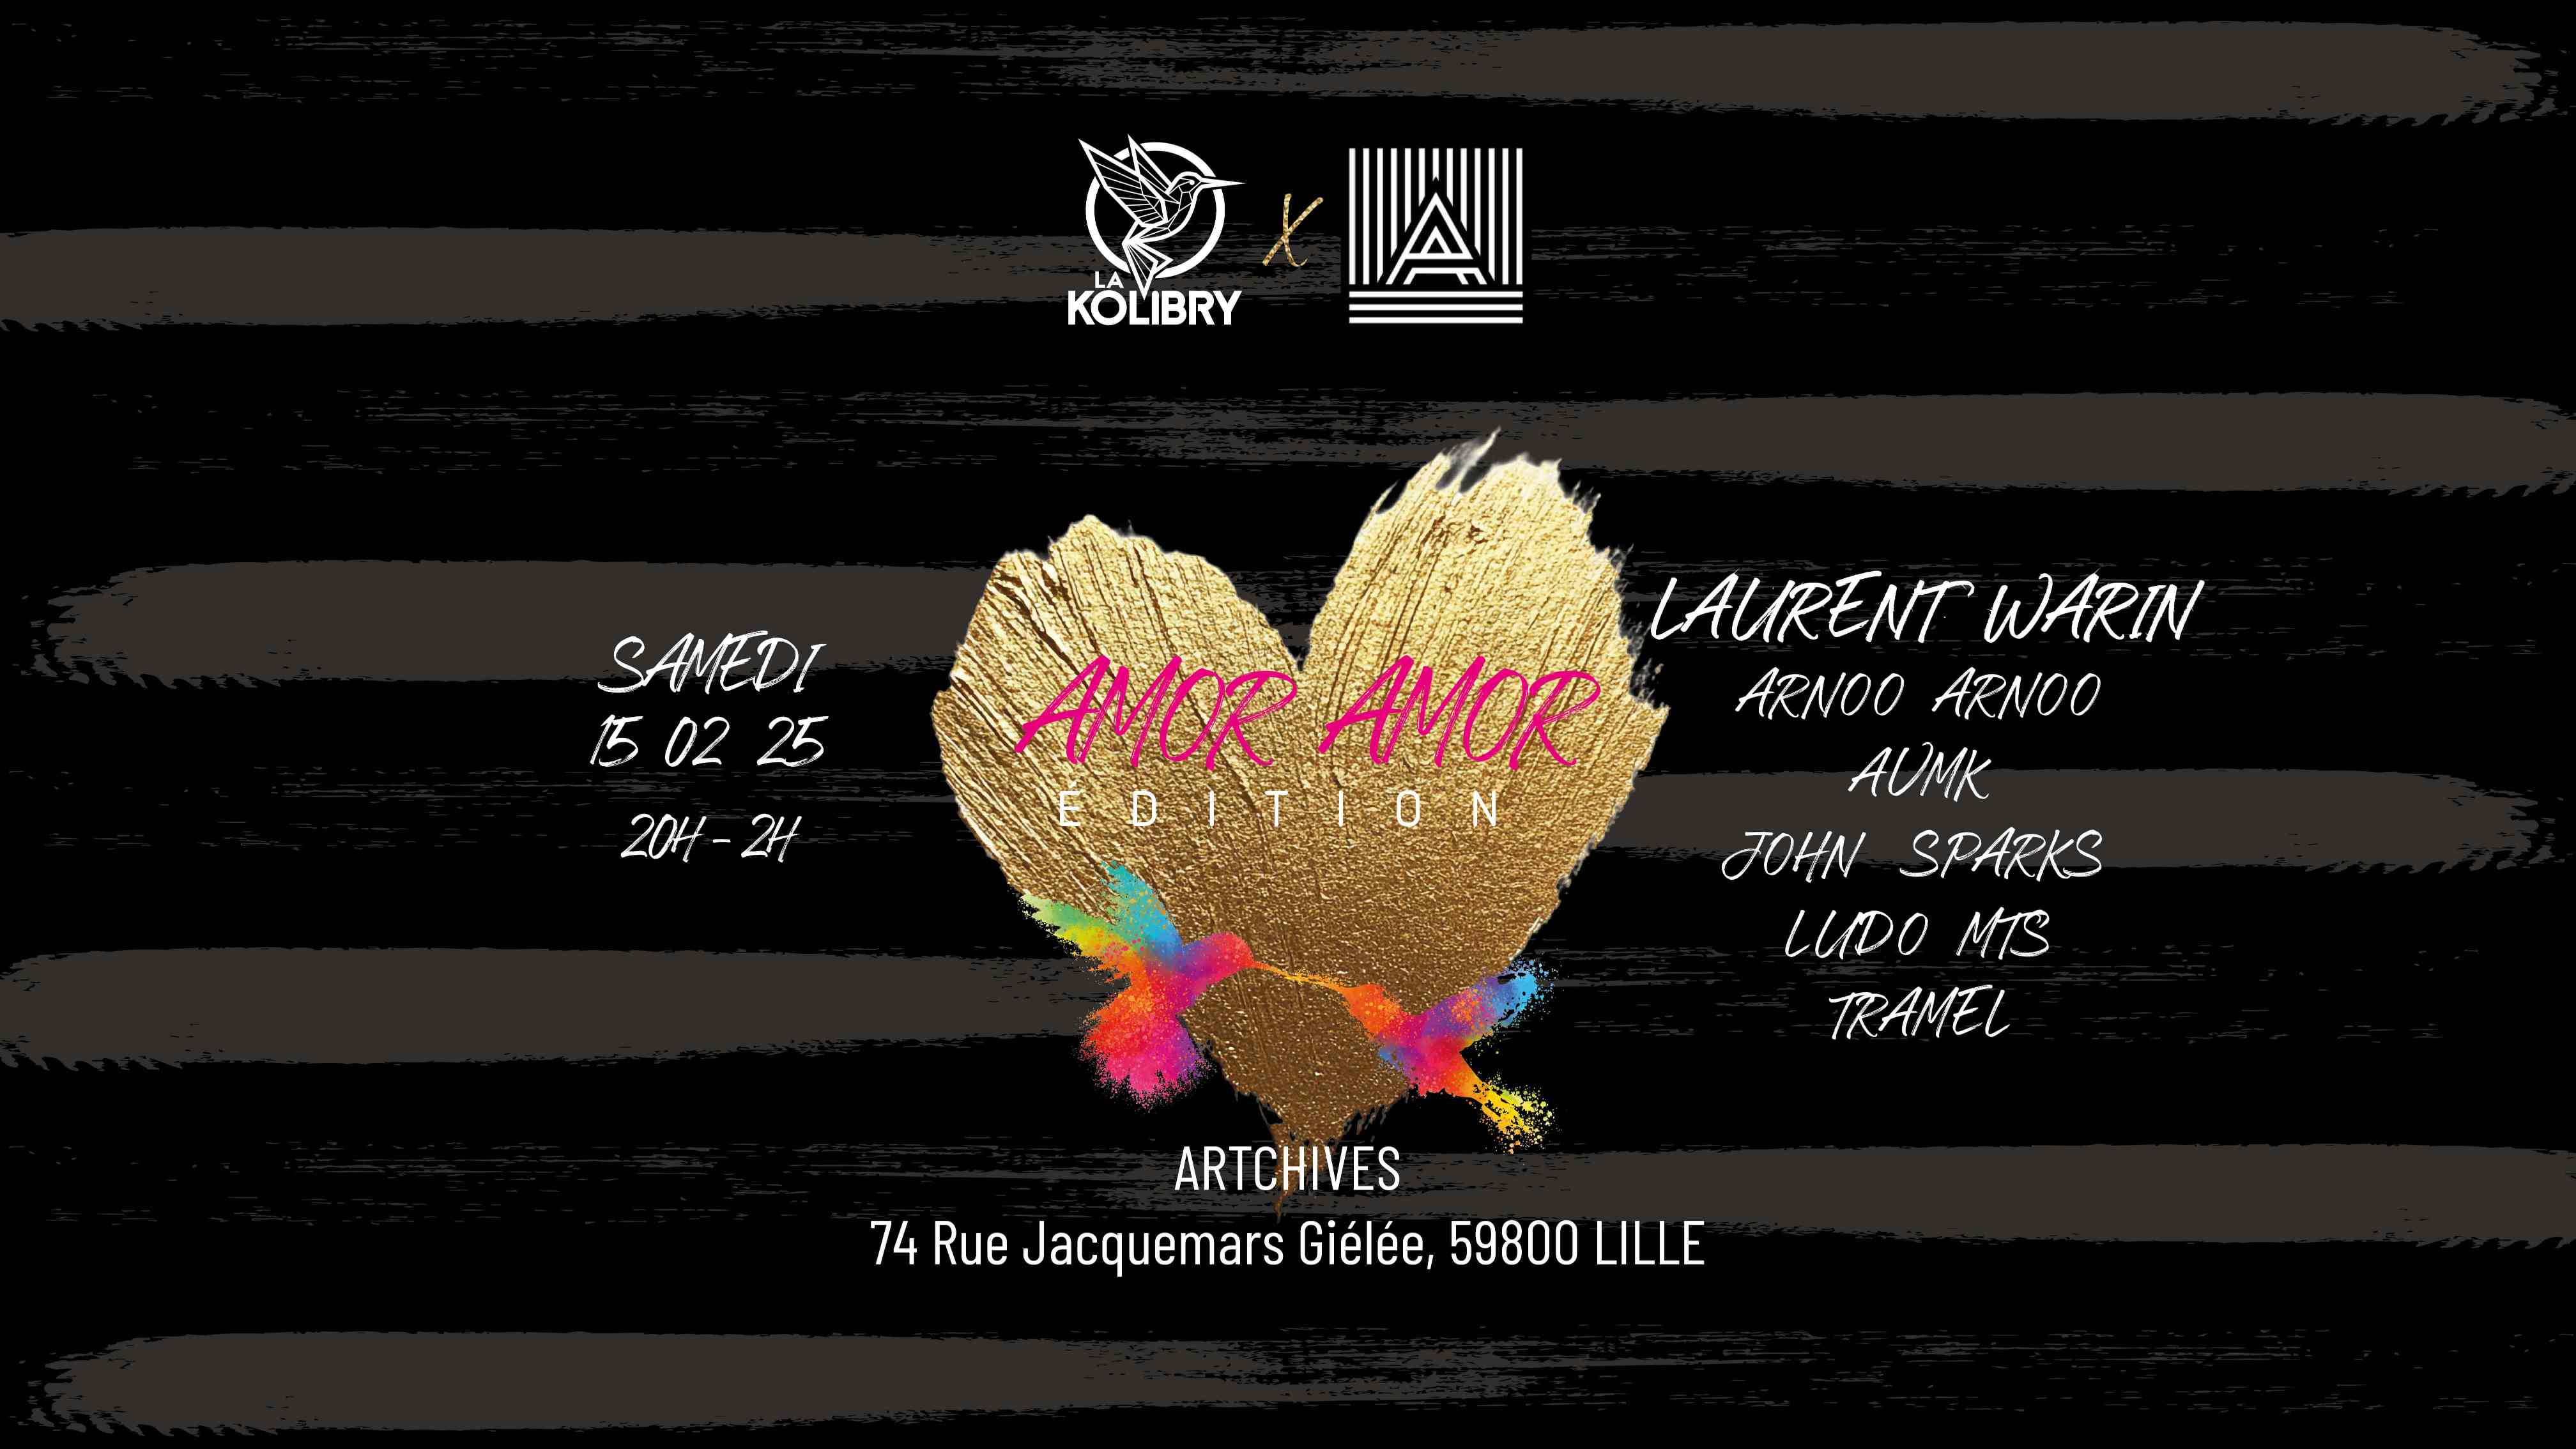 LA
KOLIBRY
X
A
SAMEDI
15 02 25
20H - 2H
AMOR AMOR
ÉDITION
LAURENT WARIN
ARNOO ARNOO
AUMK
JOHN SPARKS
LUDO MTS
TRAMEL
ARTCHIVES
74 Rue Jacquemars Giélée, 59800 LILLE